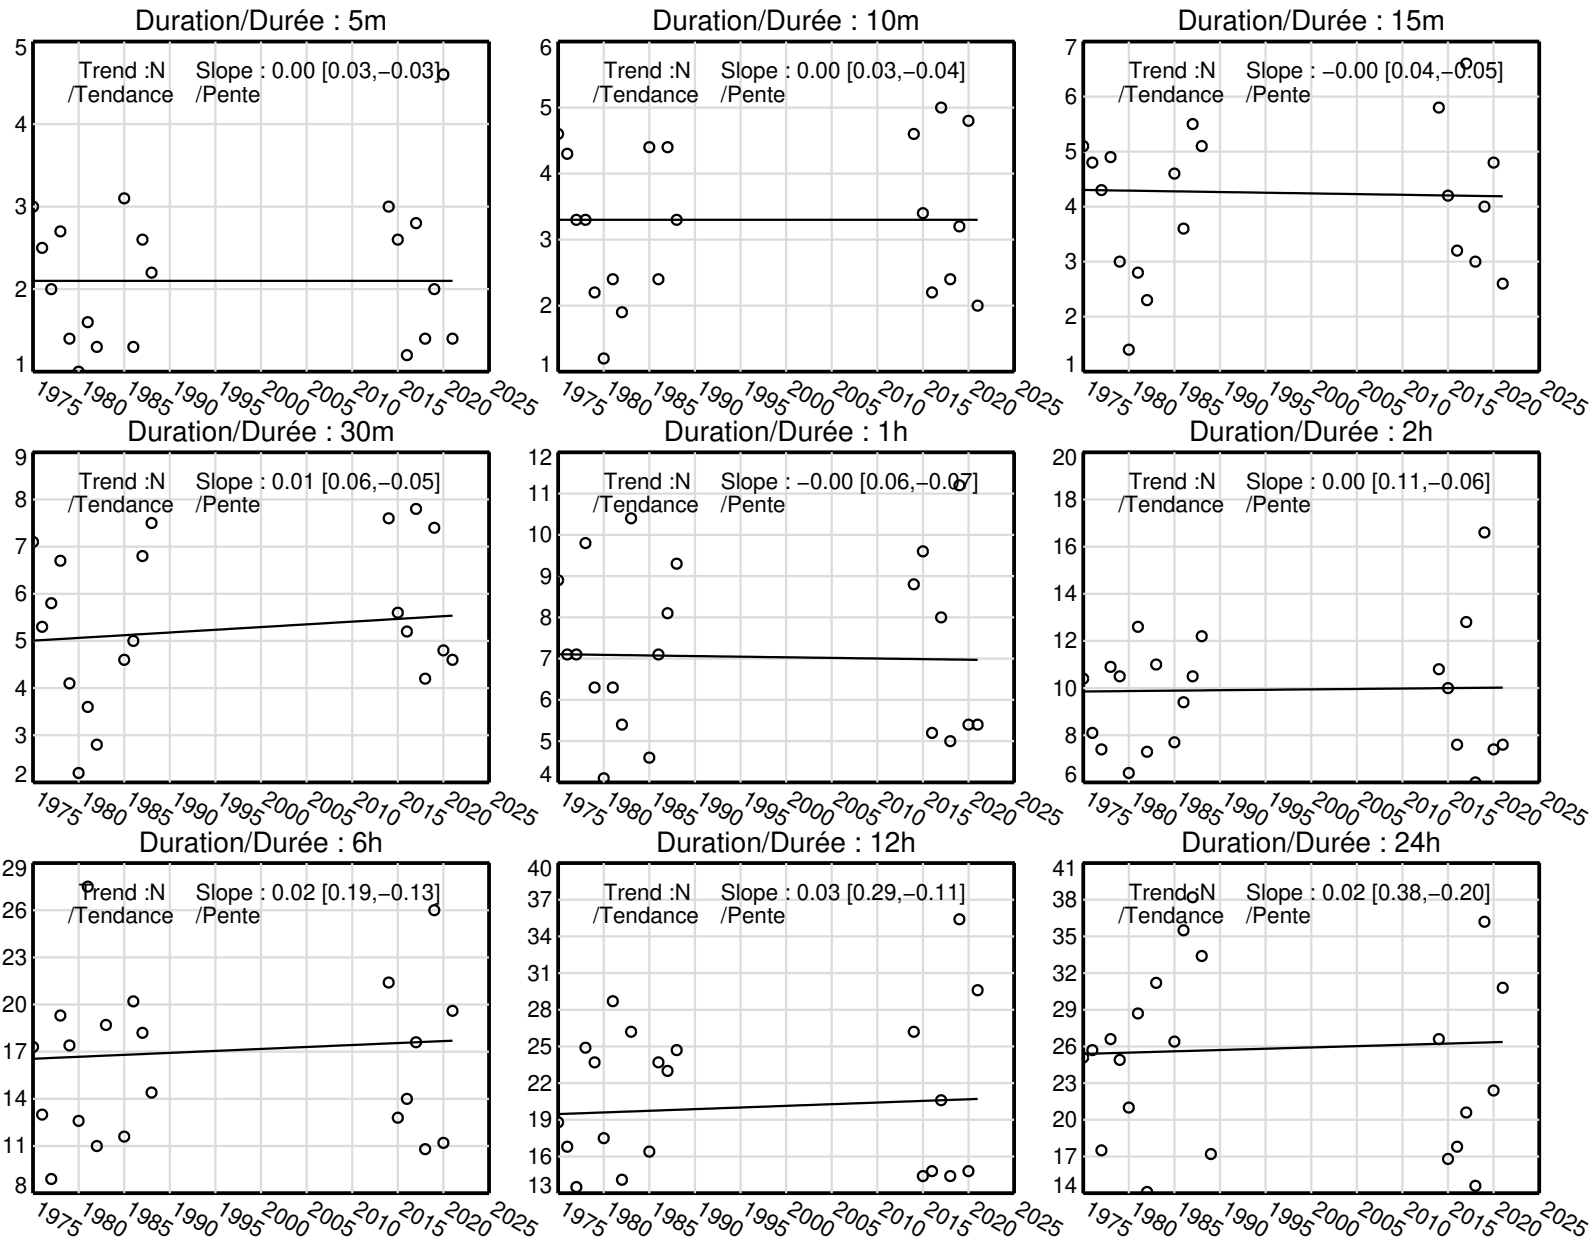 Duration/Durée : 5m
Trend :N Slope : 0.00 [0.03,−0.03]
/Tendance /Pente
5
4
3
2
1
1975 1980 1985 1990 1995 2000 2005 2010 2015 2020 2025
Duration/Durée : 10m
Trend :N Slope : 0.00 [0.03,−0.04]
/Tendance /Pente
6
5
4
3
2
1
1975 1980 1985 1990 1995 2000 2005 2010 2015 2020 2025
Duration/Durée : 15m
Trend :N Slope : −0.00 [0.04,−0.05]
/Tendance /Pente
7
6
5
4
3
2
1
1975 1980 1985 1990 1995 2000 2005 2010 2015 2020 2025
Duration/Durée : 30m
Trend :N Slope : 0.01 [0.06,−0.05]
/Tendance /Pente
9
8
7
6
5
4
3
2
1975 1980 1985 1990 1995 2000 2005 2010 2015 2020 2025
Duration/Durée : 1h
Trend :N Slope : −0.00 [0.06,−0.07]
/Tendance /Pente
12
11
10
9
8
7
6
5
4
1975 1980 1985 1990 1995 2000 2005 2010 2015 2020 2025
Duration/Durée : 2h
Trend :N Slope : 0.00 [0.11,−0.06]
/Tendance /Pente
20
18
16
14
12
10
8
6
1975 1980 1985 1990 1995 2000 2005 2010 2015 2020 2025
Duration/Durée : 6h
Trend :N Slope : 0.02 [0.19,−0.13]
/Tendance /Pente
29
26
23
20
17
14
11
8
1975 1980 1985 1990 1995 2000 2005 2010 2015 2020 2025
Duration/Durée : 12h
Trend :N Slope : 0.03 [0.29,−0.11]
/Tendance /Pente
40
37
34
31
28
25
22
19
16
13
1975 1980 1985 1990 1995 2000 2005 2010 2015 2020 2025
Duration/Durée : 24h
Trend :N Slope : 0.02 [0.38,−0.20]
/Tendance /Pente
41
38
35
32
29
26
23
20
17
14
1975 1980 1985 1990 1995 2000 2005 2010 2015 2020 2025